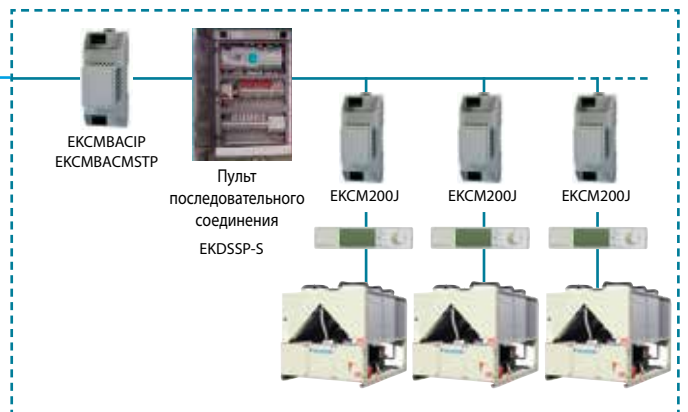 EKCMBACIP
EKCMBACMSTP
Пульт
последовательного
соединения
EKDSSP-S
EKCM200J
EKCM200J
EKCM200J